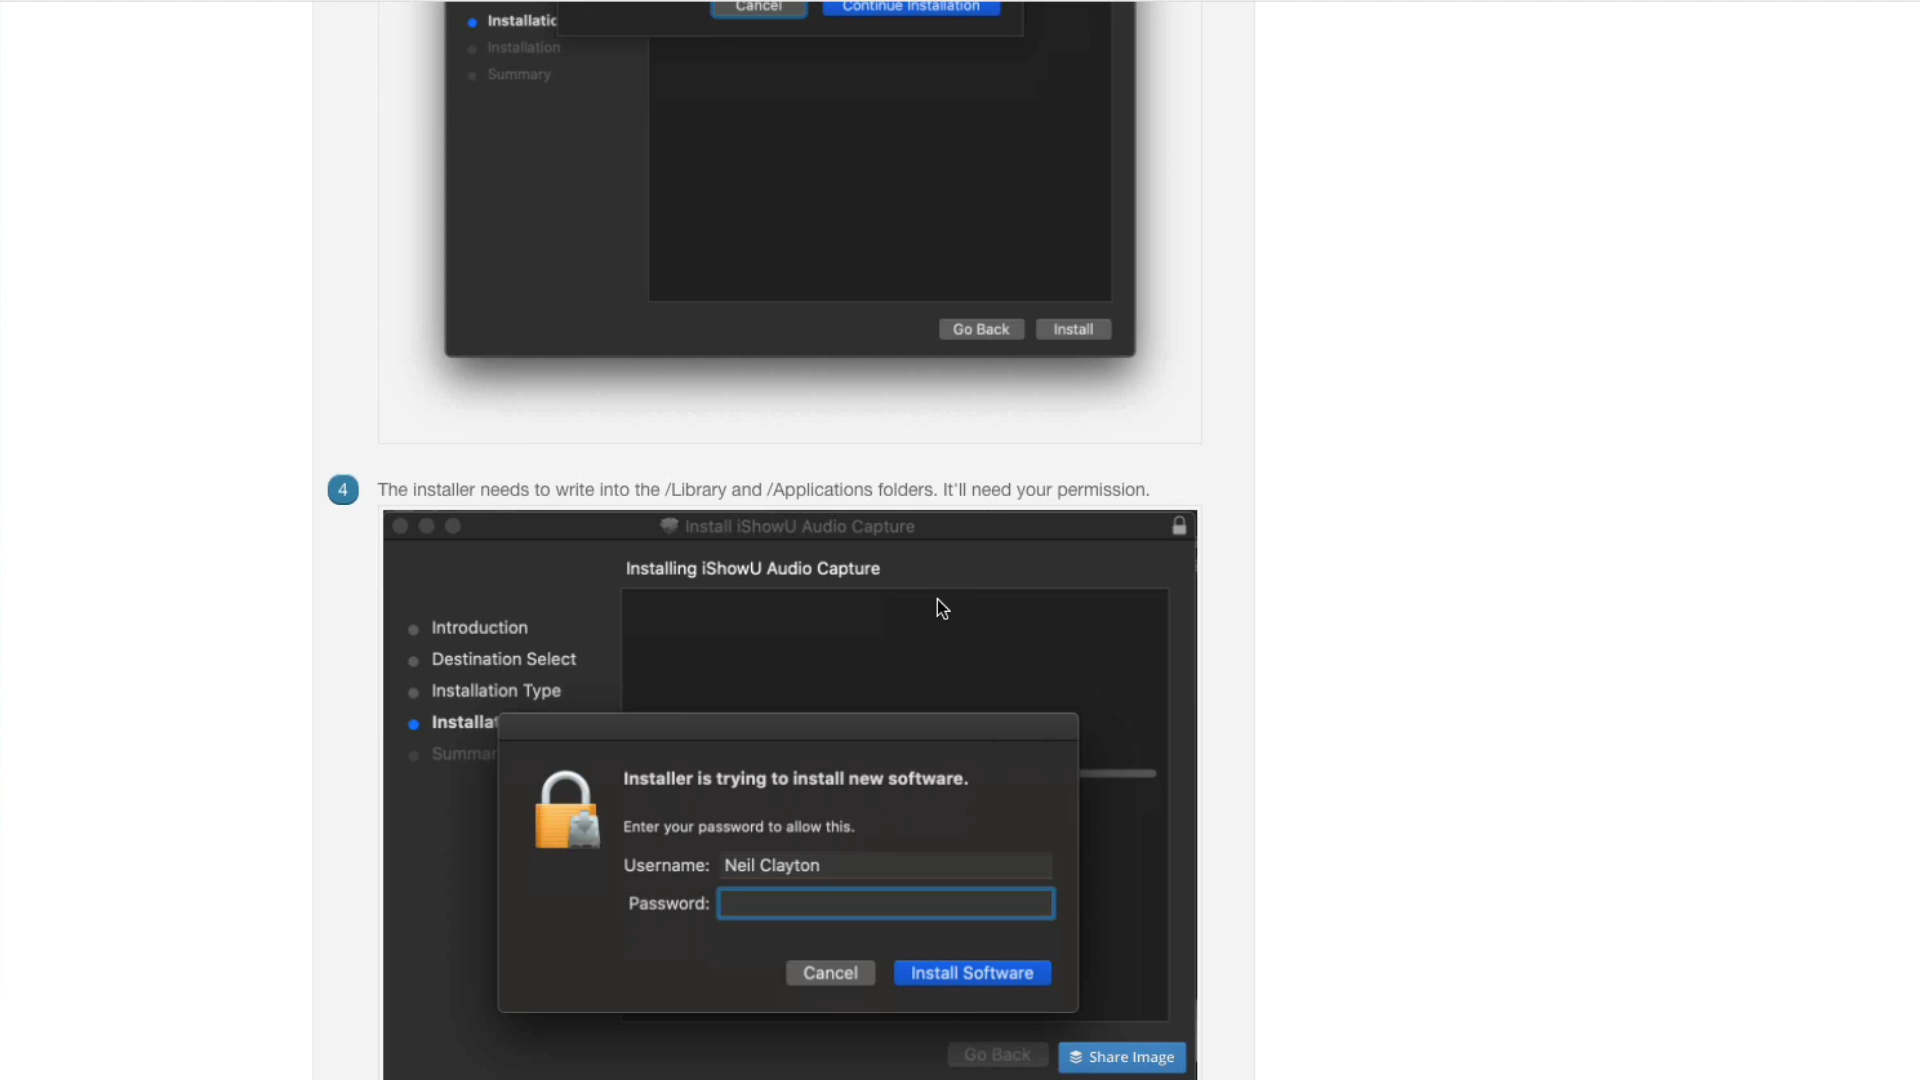 Cancel
Continue Installation
Installatio
Installation
Summary
Go Back
Install
4
The installer needs to write into the /Library and /Applications folders. It'll need your permission.
Install iShowU Audio Capture
Installing iShowU Audio Capture
Introduction
Destination Select
Installation Type
Installat
Summar
Installer is trying to install new software.
Enter your password to allow this.
Username: Neil Clayton
Password:
Cancel
Install Software
Go Back
Share Image